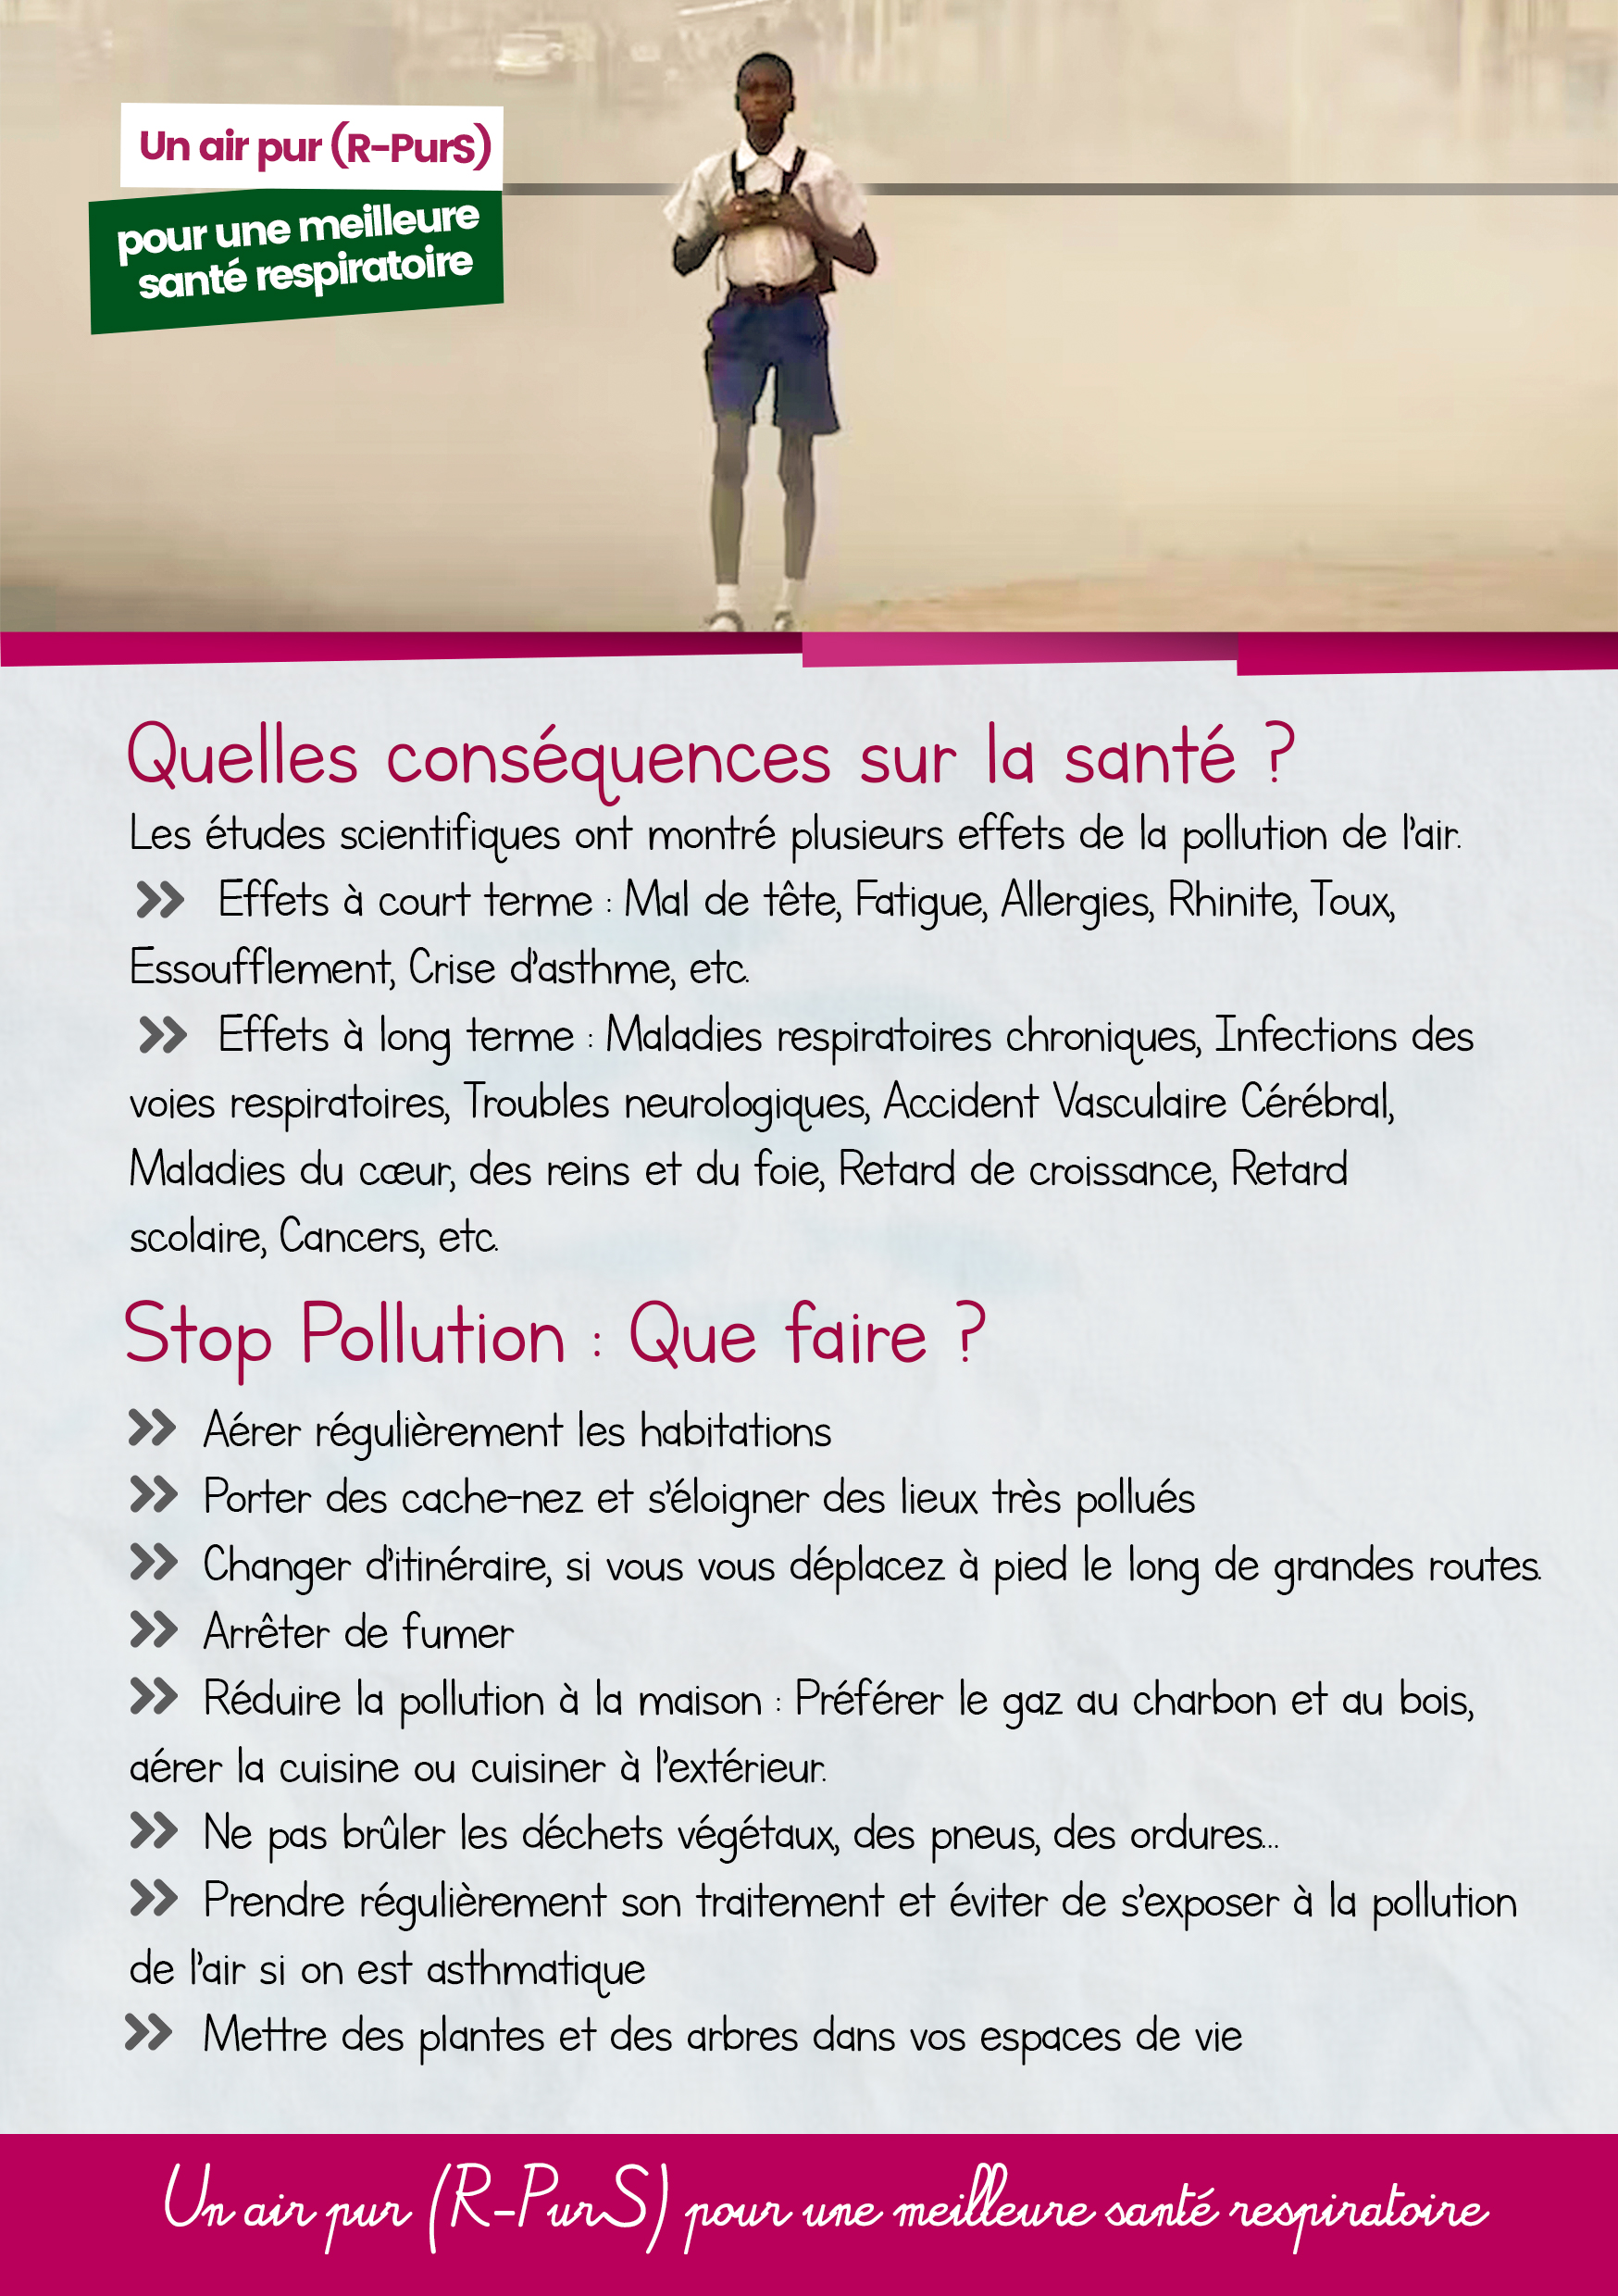 Un air pur (R-PurS)
pour une meilleure
santé respiratoire
Quelles conséquences sur la santé ?
Les études scientifiques ont montré plusieurs effets de la pollution de l'air.
Effets à court terme : Mal de tête, Fatigue, Allergies, Rhinite, Toux,
Essoufflement, Crise d'asthme, etc.
Effets à long terme : Maladies respiratoires chroniques, Infections des
voies respiratoires, Troubles neurologiques, Accident Vasculaire Cérébral,
Maladies du cœur, des reins et du foie, Retard de croissance, Retard
scolaire, Cancers, etc.
Stop Pollution : Que faire ?
Aérer régulièrement les habitations
Porter des cache-nez et s'éloigner des lieux très pollués
Changer d'itinéraire, si vous vous déplacez à pied le long de grandes routes.
Arrêter de fumer
Réduire la pollution à la maison : Préférer le gaz au charbon et au bois,
aérer la cuisine ou cuisiner à l'extérieur.
Ne pas brûler les déchets végétaux, des pneus, des ordures...
Prendre régulièrement son traitement et éviter de s'exposer à la pollution
de l'air si on est asthmatique
Mettre des plantes et des arbres dans vos espaces de vie
Un air pur (R-PurS) pour une meilleure santé respiratoire